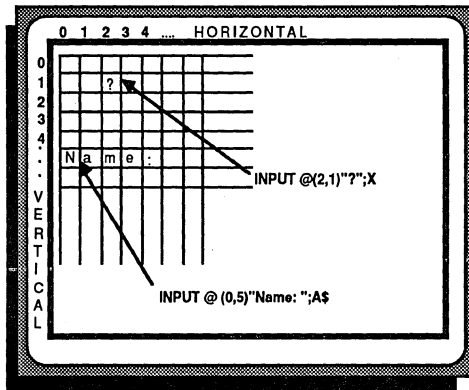 0 1 2 3 4 .... HORIZONTAL
0
1
2
3
4
.
.
.
VERTICAL
?
Name:
INPUT @(2,1)"?";X
INPUT @ (0,5)"Name: ";A$